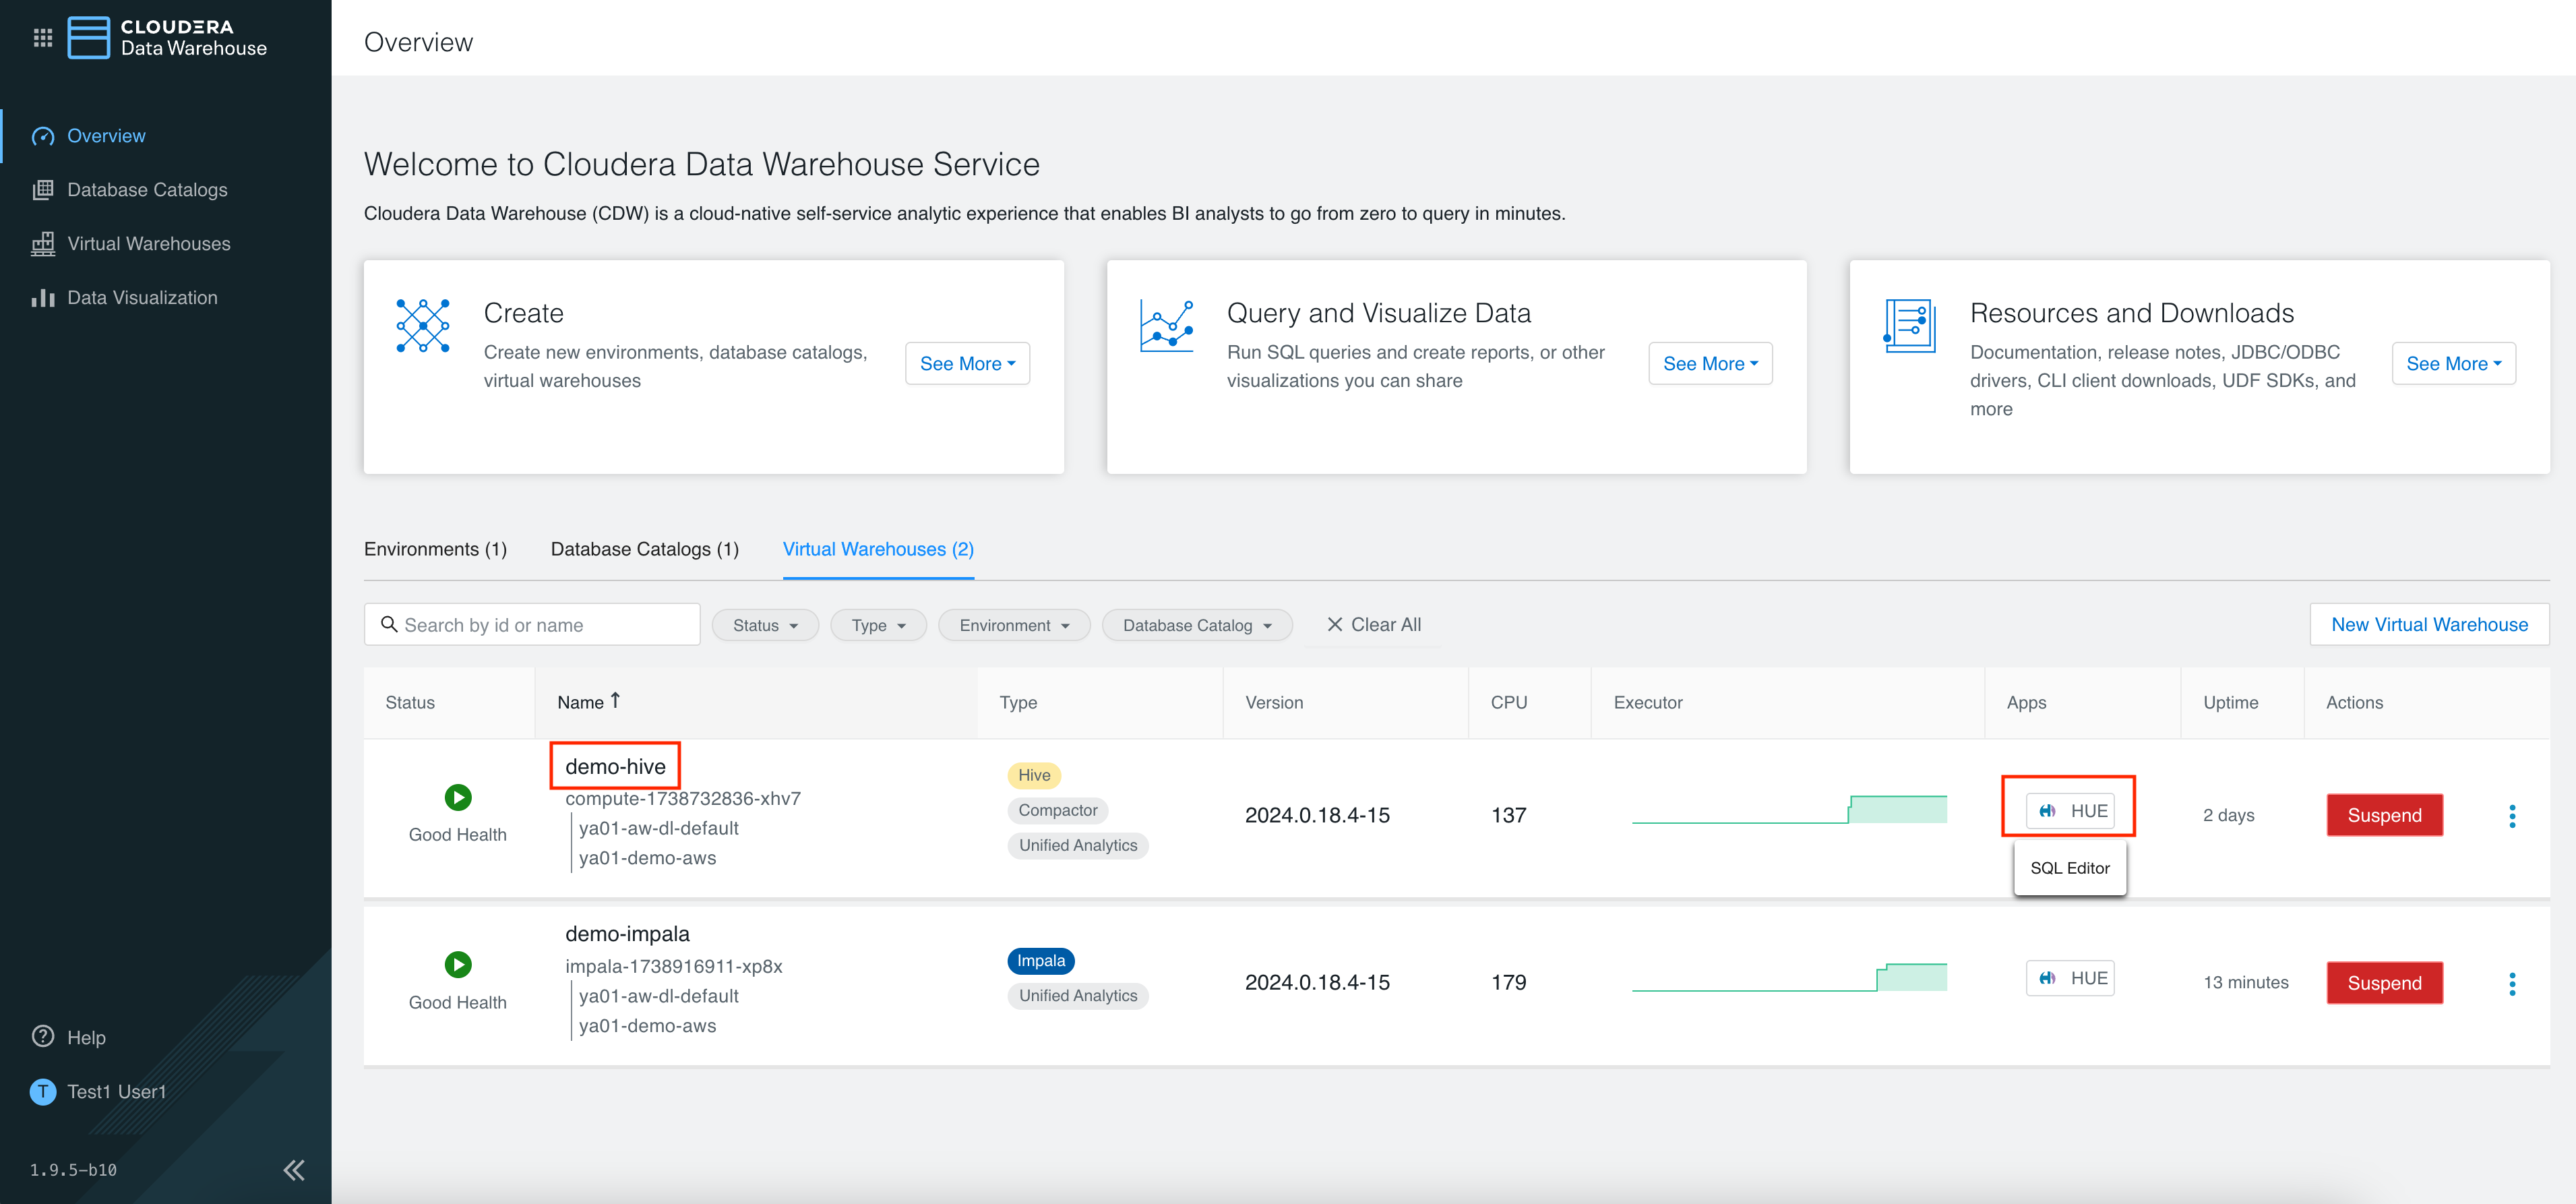 CLOUDERA
Data Warehouse
Overview
Database Catalogs
Virtual Warehouses
Data Visualization
Help
T
Test1 User1
1.9.5-b10
Overview
Welcome to Cloudera Data Warehouse Service
Cloudera Data Warehouse (CDW) is a cloud-native self-service analytic experience that enables BI analysts to go from zero to query in minutes.
Create
Create new environments, database catalogs,
virtual warehouses
See More
Query and Visualize Data
Run SQL queries and create reports, or other
visualizations you can share
See More
Resources and Downloads
Documentation, release notes, JDBC/ODBC
drivers, CLI client downloads, UDF SDKs, and
more
See More
Environments (1) Database Catalogs (1) Virtual Warehouses (2)
Search by id or name Status Type Environment Database Catalog Clear All New Virtual Warehouse
Status Name Type Version CPU Executor Apps Uptime Actions
Good Health
demo-hive
compute-1738732836-xhv7
ya01-aw-dl-default
ya01-demo-aws
Hive
Compactor
Unified Analytics
2024.0.18.4-15
137
HUE
SQL Editor
2 days
Suspend
Good Health
demo-impala
impala-1738916911-xp8x
ya01-aw-dl-default
ya01-demo-aws
Impala
Unified Analytics
2024.0.18.4-15
179
HUE
13 minutes
Suspend